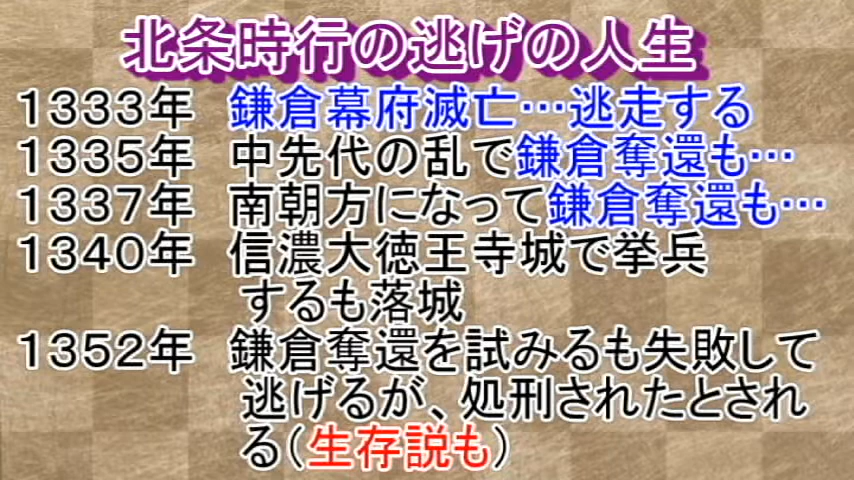 北条時行の逃げの人生
1333年 鎌倉幕府滅亡…逃走する
1335年 中先代の乱で鎌倉奪還も…
1337年 南朝方になって鎌倉奪還も…
1340年 信濃大徳王寺城で挙兵
するも落城
1352年 鎌倉奪還を試みるも失敗して
逃げるが、処刑されたとされ
る(生存説も)